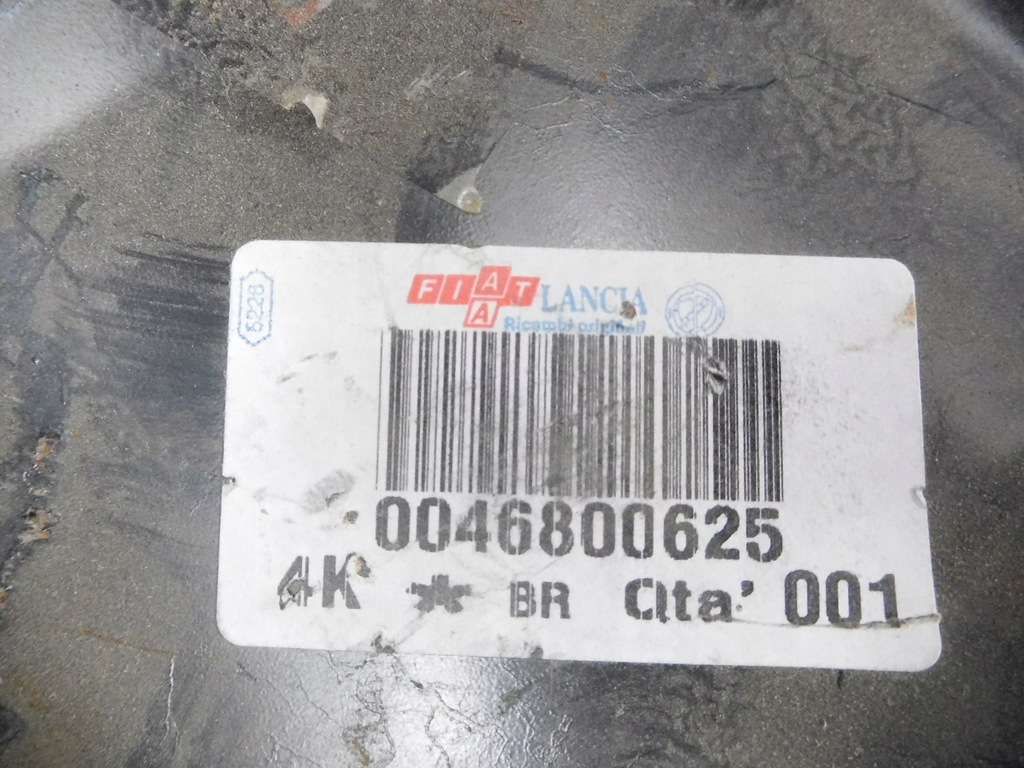 5228
FIAT LANCIA
Ricambi originali
0046800625
4K * BR Qta' 001